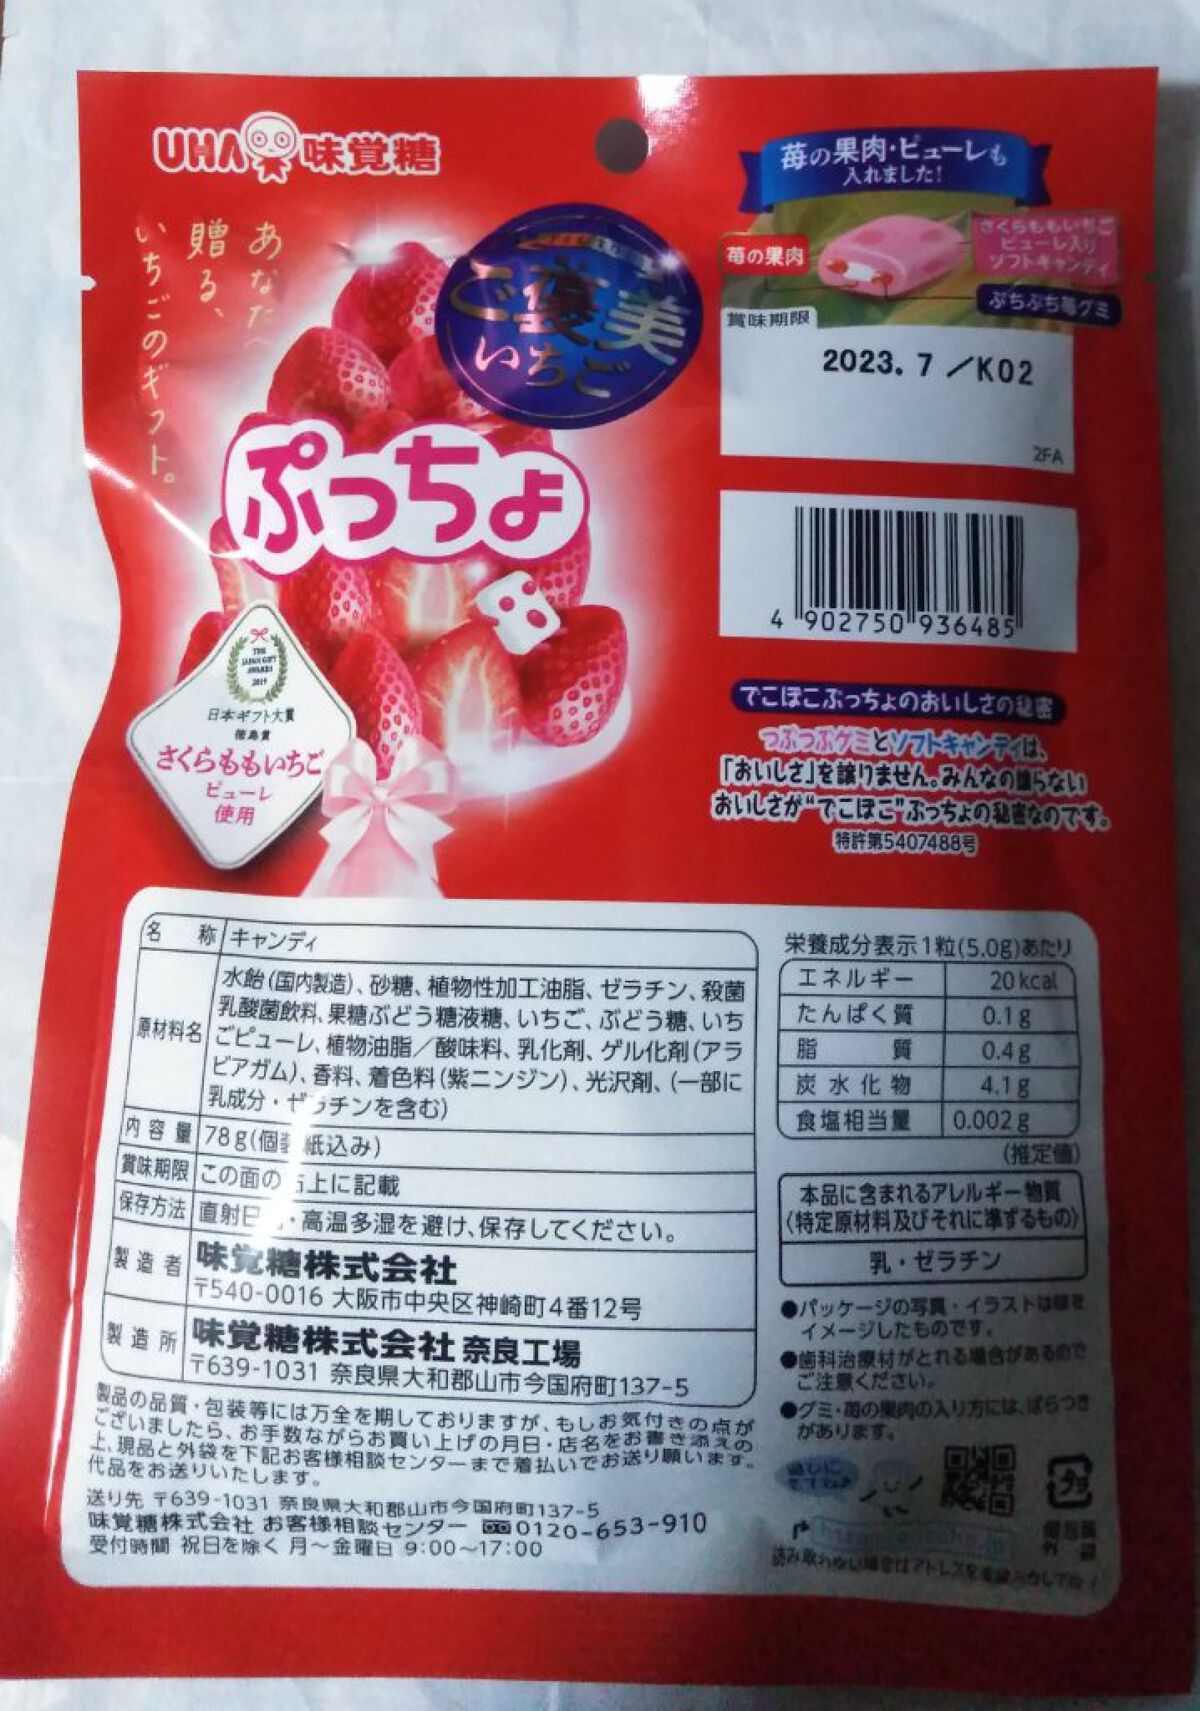 UHA味覚糖
あなたへ
贈る、
いちごのギフト。
ご褒美
いちご
ぷっちょ
THE
JAPAN GIFT
AWARDS
2019
日本ギフト大賞
徳島賞
さくらももいちご
ピューレ
使用
苺の果肉・ピューレも
入れました!
苺の果肉
さくらももいちご
ピューレ入り
ソフトキャンディ
ぷちぷち苺グミ
賞味期限
2023. 7 /K02
2FA
4 902750 936485
でこぼこぷっちょのおいしさの秘密
つぶつぶグミとソフトキャンディは、
「おいしさ」を譲りません。みんなの譲らない
おいしさが“でこぼこ”ぷっちょの秘密なのです。
特許第5407488号
名 称 キャンディ
原材料名 水飴(国内製造)、砂糖、植物性加工油脂、ゼラチン、殺菌
乳酸菌飲料、果糖ぶどう糖液糖、いちご、ぶどう糖、いち
ごピューレ、植物油脂/酸味料、乳化剤、ゲル化剤(アラ
ビアガム)、香料、着色料(紫ニンジン)、光沢剤、(一部に
乳成分・ゼラチンを含む)
内容量 78g(個装紙込み)
賞味期限 この面の右上に記載
保存方法 直射日光・高温多湿を避け、保存してください。
製造者 味覚糖株式会社
〒540-0016 大阪市中央区神崎町4番12号
製造所 味覚糖株式会社 奈良工場
〒639-1031 奈良県大和郡山市今国府町137-5
製品の品質・包装等には万全を期しておりますが、もしお気付きの点が
ございましたら、お手数ながらお買い上げの月日・店名をお書き添えの
上、現品と外袋を下記お客様相談センターまで着払いでお送り願います。
代品をお送りいたします。
送り先 〒639-1031 奈良県大和郡山市今国府町137-5
味覚糖株式会社 お客様相談センター 0120-653-910
受付時間 祝日を除く 月～金曜日 9:00～17:00
栄養成分表示1粒(5.0g)あたり
エネルギー 20kcal
たんぱく質 0.1g
脂質 0.4g
炭水化物 4.1g
食塩相当量 0.002g
(推定値)
本品に含まれるアレルギー物質
(特定原材料及びそれに準ずるもの)
乳・ゼラチン
●パッケージの写真・イラストは味を
イメージしたものです。
●歯科治療材がとれる場合があるので
ご注意ください。
●グミ・苺の果肉の入り方には、ばらつき
があります。
プラ
読み取れない場合はアドレスを